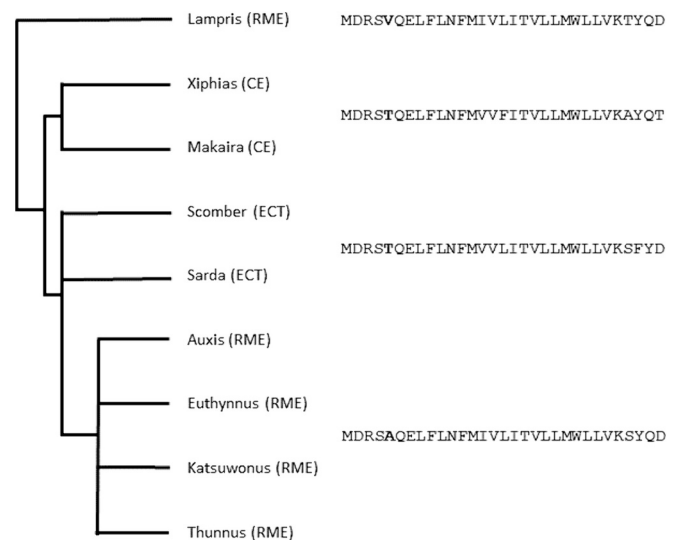 Lampris (RME) MDRSVQELFLNFMIVLITVLLMWLLVKTYQD
Xiphias (CE)
MDRSTQELFLNFMVVFITVLLMWLLVKAYQT
Makaira (CE)
Scomber (ECT)
MDRSTQELFLNFMVVLITVLLMWLLVKSFYD
Sarda (ECT)
Auxis (RME)
Euthynnus (RME)
MDRSAQELFLNFMIVLITVLLMWLLVKSYQD
Katsuwonus (RME)
Thunnus (RME)